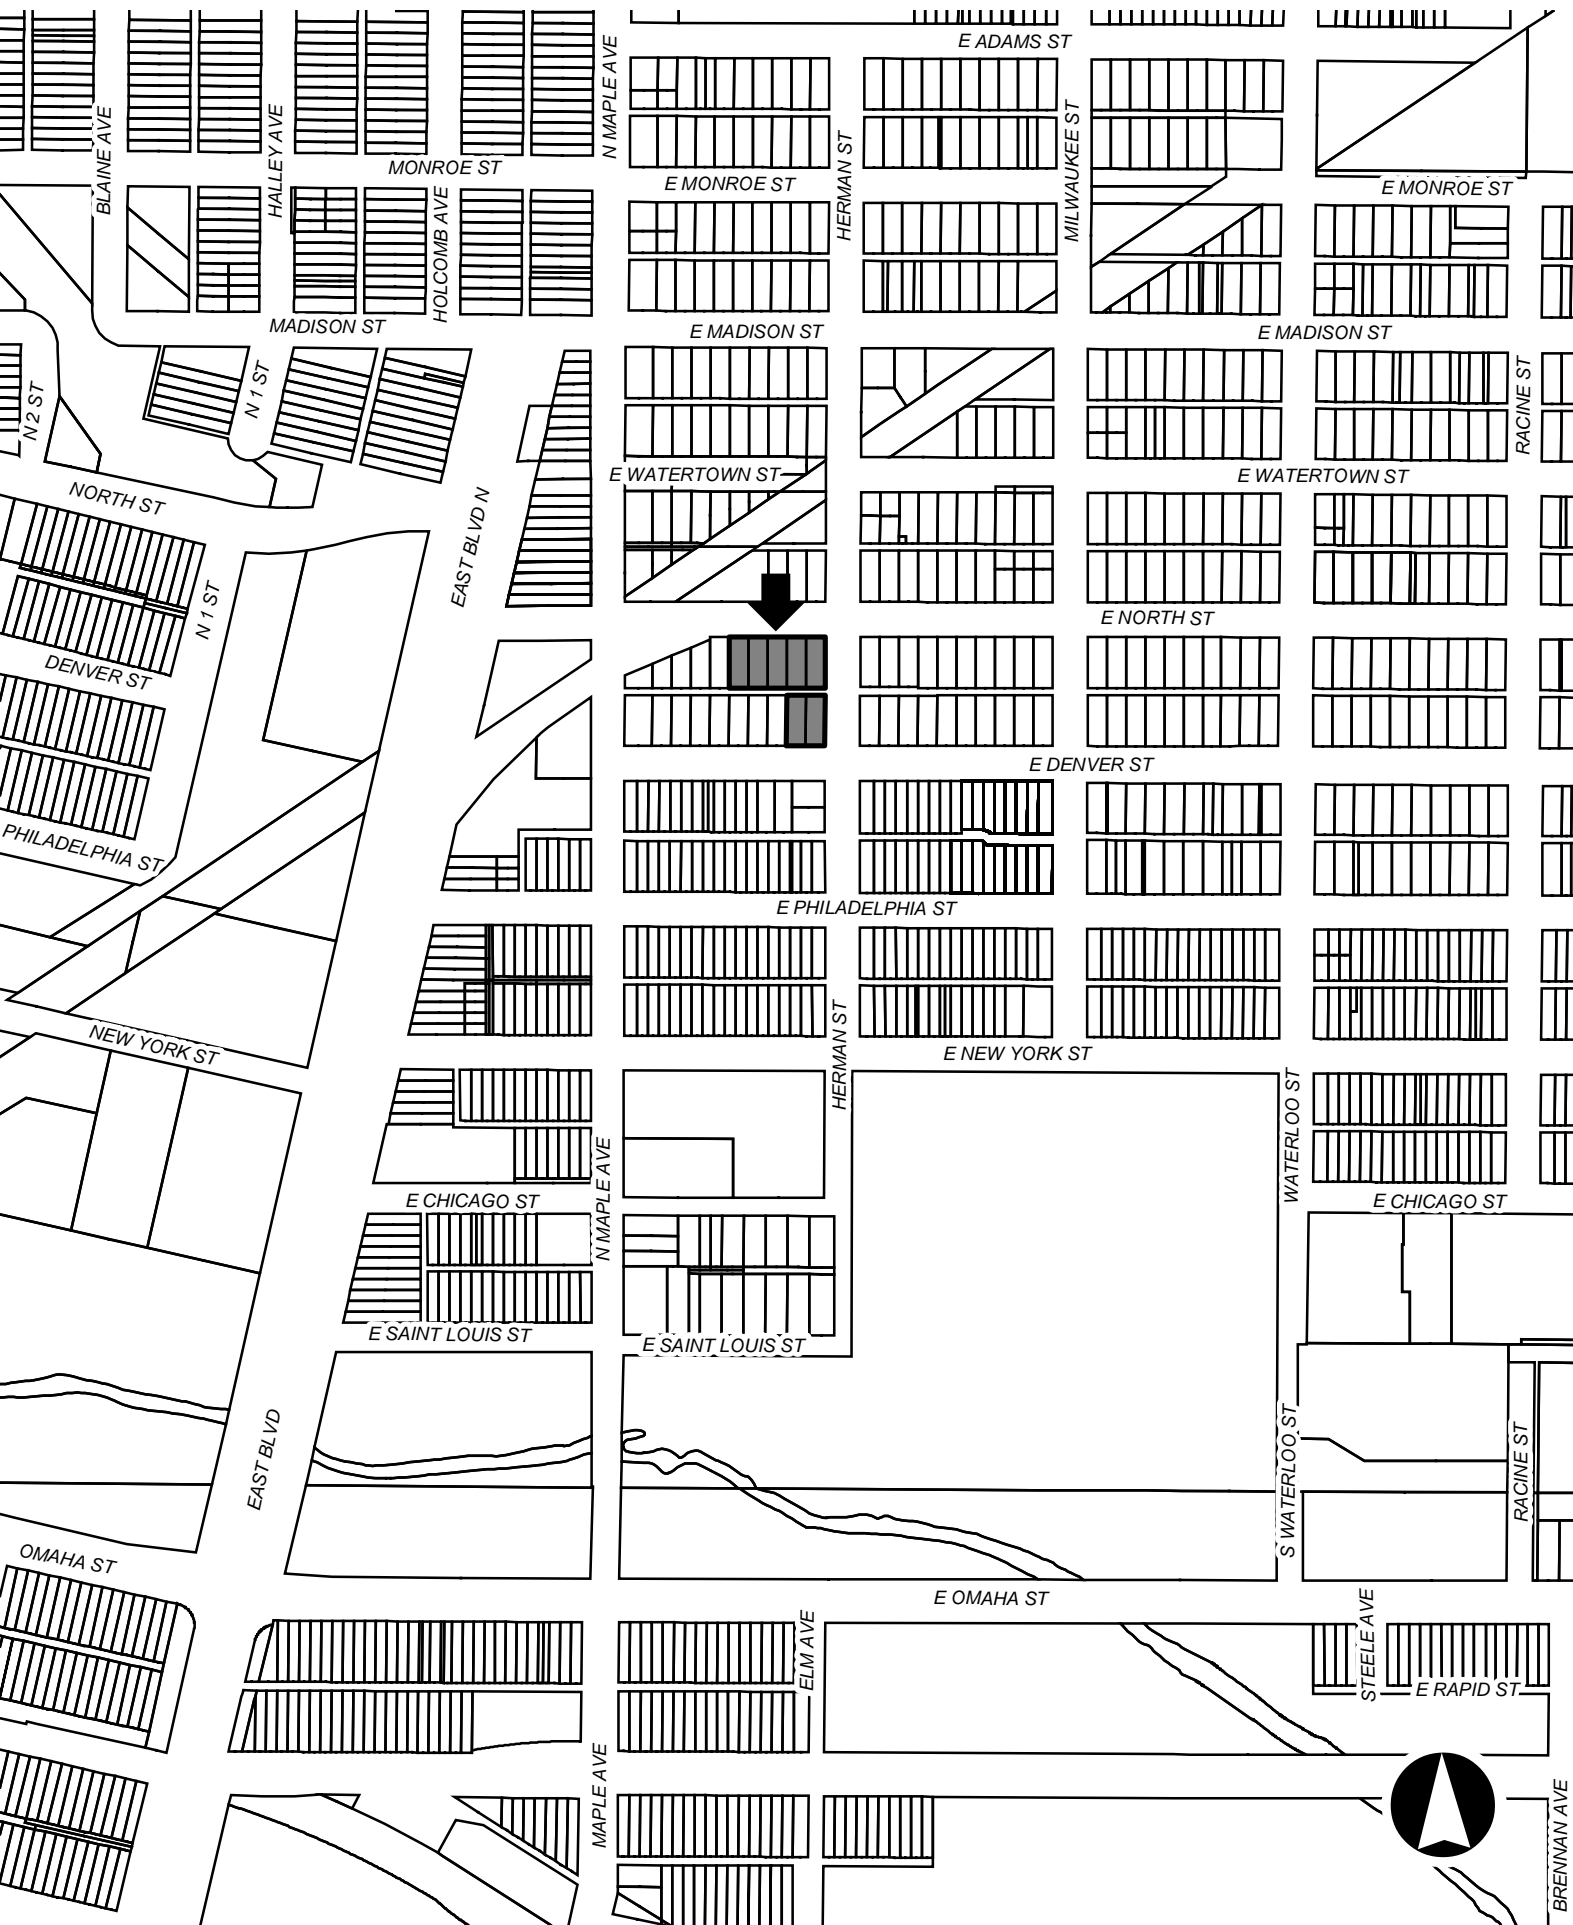 E ADAMS ST
N MAPLE AVE
BLAINE AVE
HALLEY AVE
MONROE ST
HOLCOMB AVE
E MONROE ST
HERMAN ST
MILWAUKEE ST
E MONROE ST
MADISON ST
E MADISON ST
E MADISON ST
N 2 ST
N 1 ST
RACINE ST
E WATERTOWN ST
E WATERTOWN ST
NORTH ST
EAST BLVD N
N 1 ST
E NORTH ST
DENVER ST
E DENVER ST
PHILADELPHIA ST
E PHILADELPHIA ST
NEW YORK ST
HERMAN ST
E NEW YORK ST
WATERLOO ST
N MAPLE AVE
E CHICAGO ST
E CHICAGO ST
E SAINT LOUIS ST
E SAINT LOUIS ST
EAST BLVD
S WATERLOO ST
RACINE ST
OMAHA ST
E OMAHA ST
ELM AVE
STEELE AVE
E RAPID ST
MAPLE AVE
BRENNAN AVE